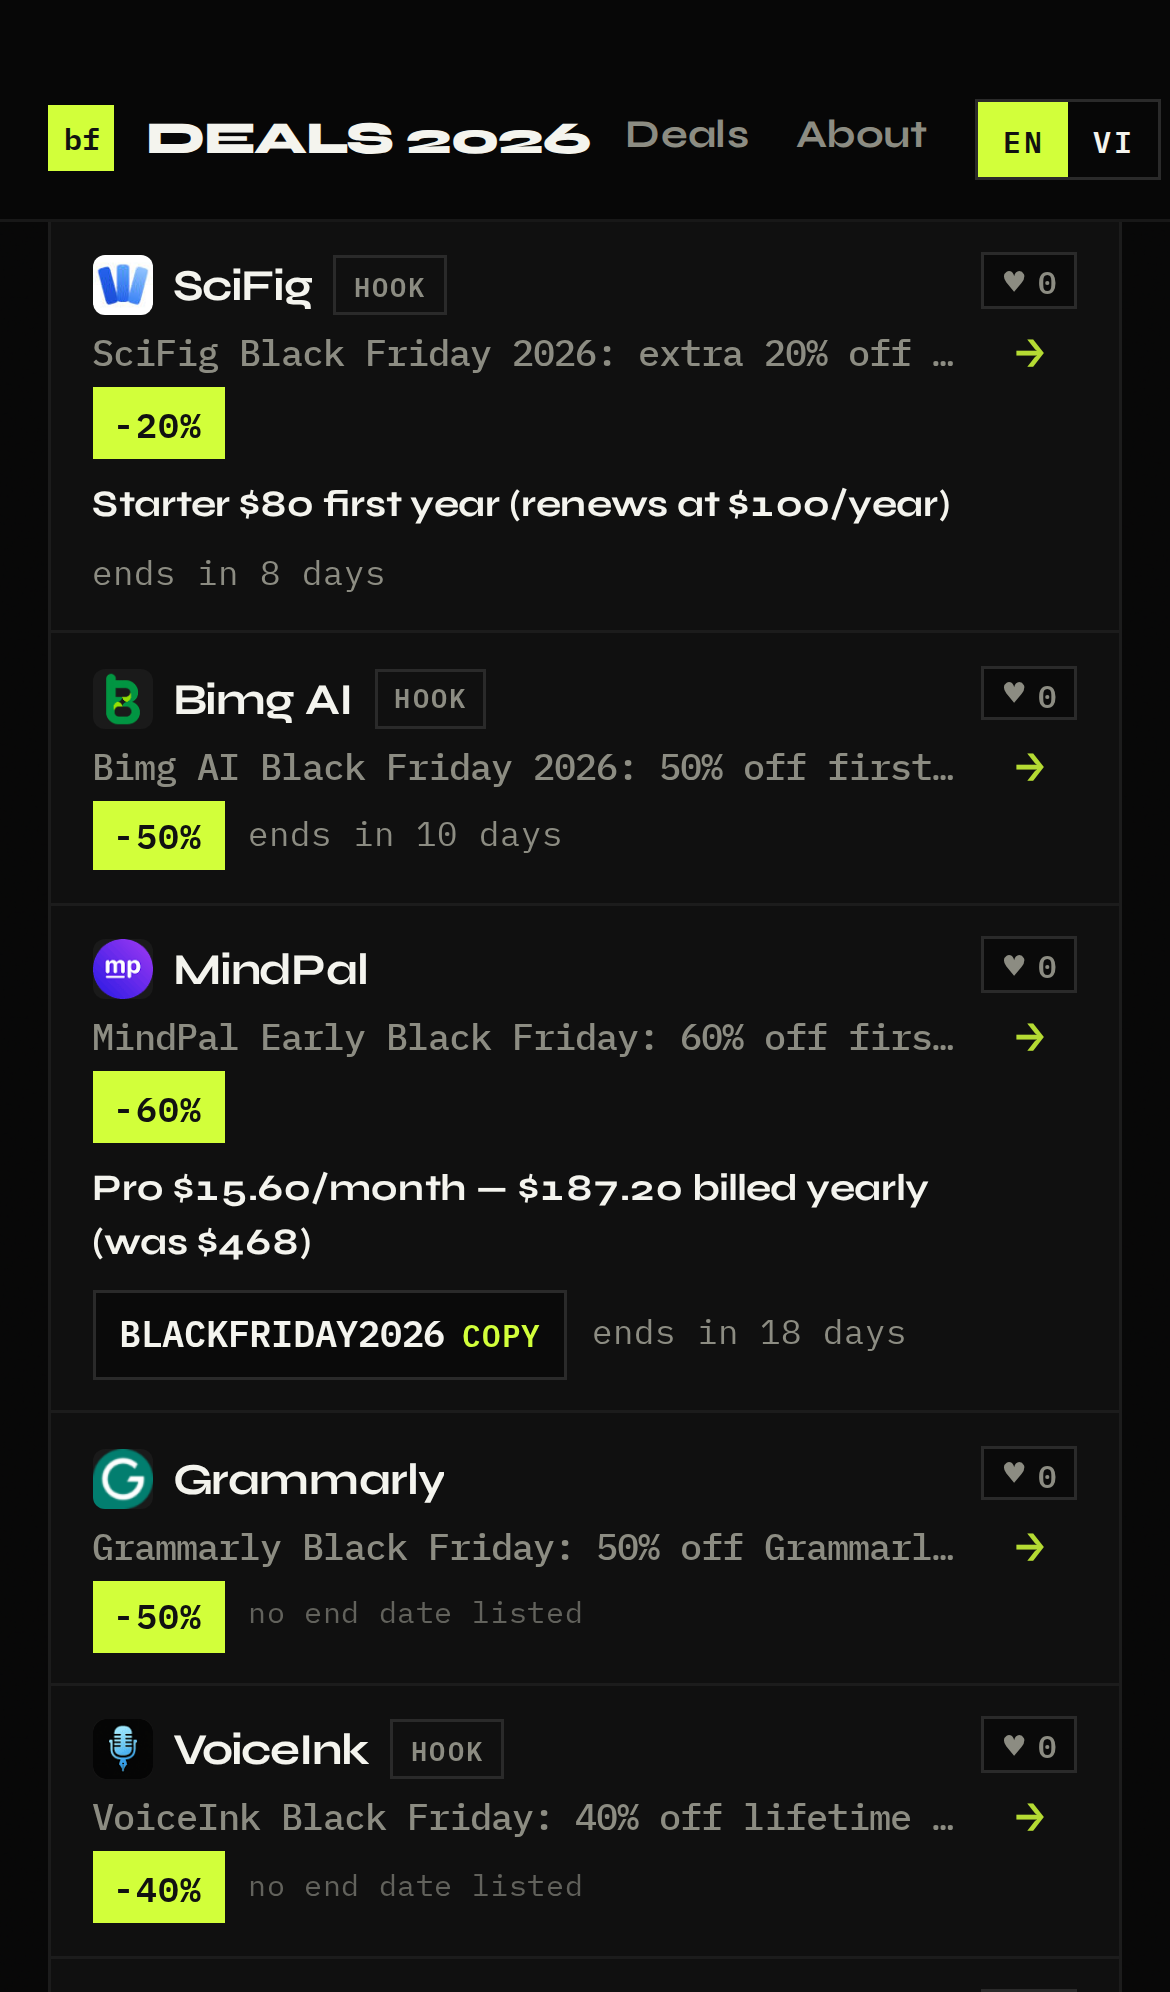 bf DEALS 2026 Deals About EN VI
SciFig HOOK ♥ 0
SciFig Black Friday 2026: extra 20% off … →
-20%
Starter $80 first year (renews at $100/year)
ends in 8 days
Bimg AI HOOK ♥ 0
Bimg AI Black Friday 2026: 50% off first… →
-50% ends in 10 days
mp MindPal ♥ 0
MindPal Early Black Friday: 60% off firs… →
-60%
Pro $15.60/month — $187.20 billed yearly
(was $468)
BLACKFRIDAY2026 COPY ends in 18 days
Grammarly ♥ 0
Grammarly Black Friday: 50% off Grammarl… →
-50% no end date listed
VoiceInk HOOK ♥ 0
VoiceInk Black Friday: 40% off lifetime … →
-40% no end date listed